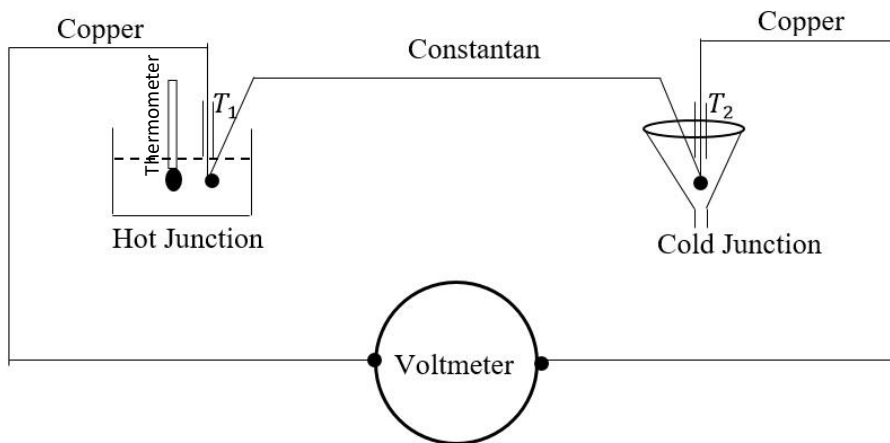 Copper
Copper
Constantan
Thermometer
T₁
T₂
Hot Junction
Cold Junction
Voltmeter